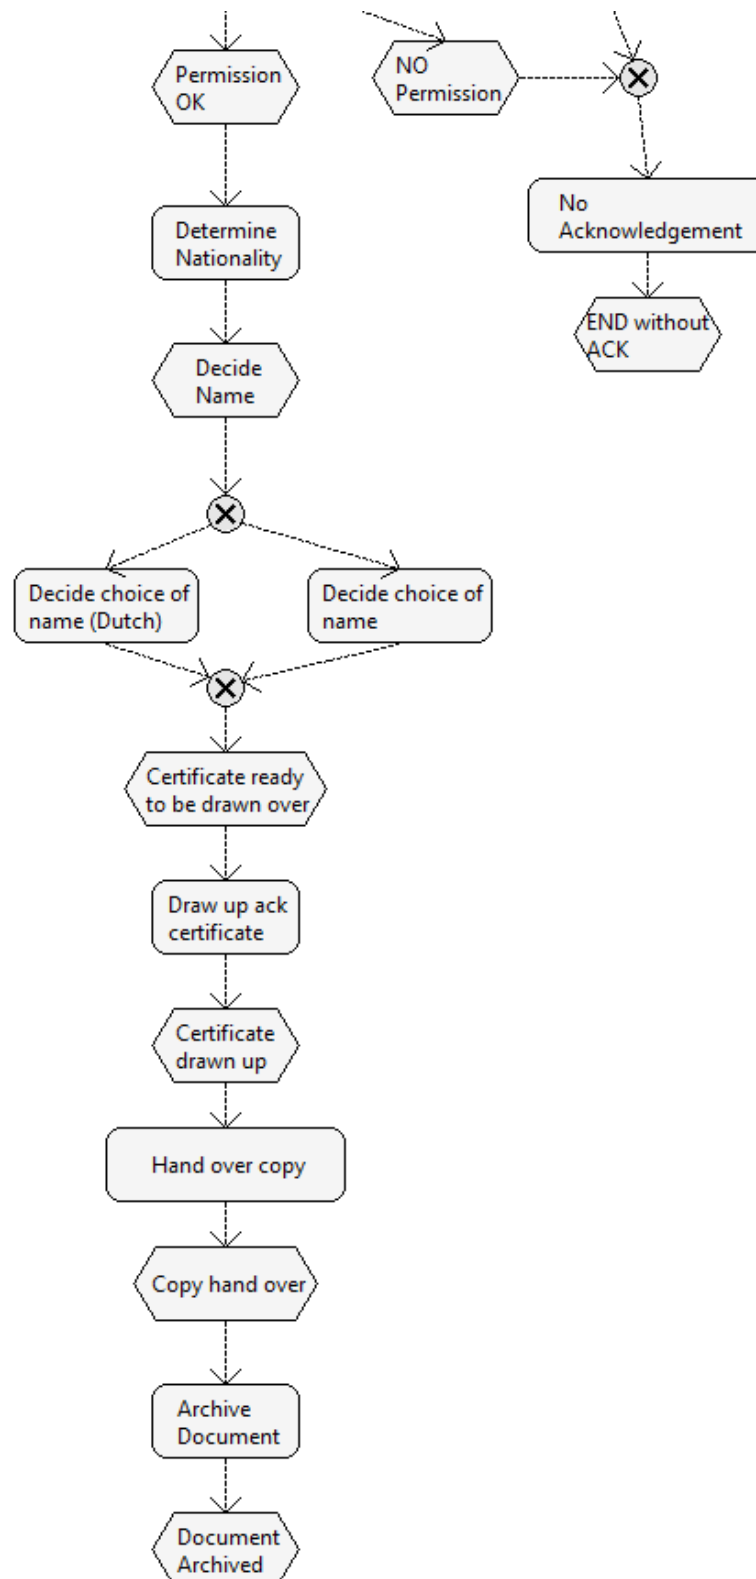 Permission
OK
NO
Permission
No
Acknowledgement
Determine
Nationality
END without
ACK
Decide
Name
Decide choice of
name (Dutch)
Decide choice of
name
Certificate ready
to be drawn over
Draw up ack
certificate
Certificate
drawn up
Hand over copy
Copy hand over
Archive
Document
Document
Archived